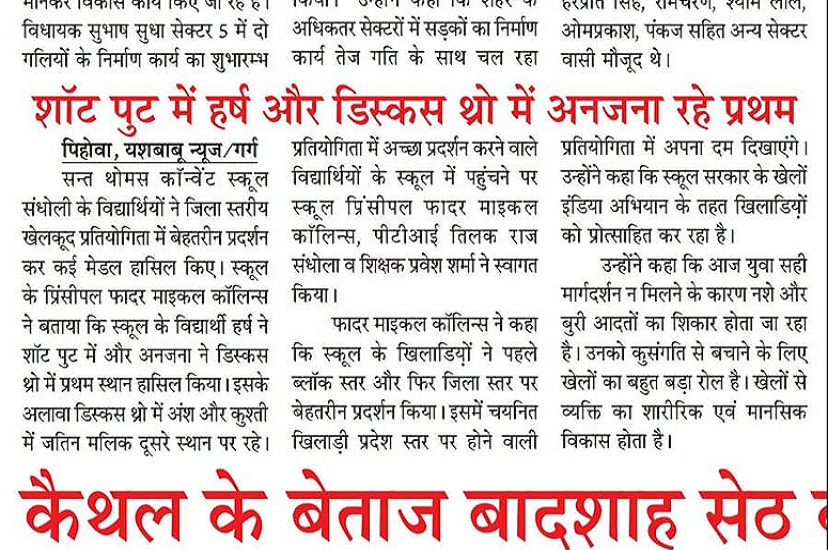 मानकर विकास कार्य किए जा रहे हैं।
विधायक सुभाष सुधा सेक्टर 5 में दो
गलियों के निर्माण कार्य का शुभारम्भ
किया। उन्होंने कहा कि शहर के
अधिकतर सेक्टरों में सड़कों का निर्माण
कार्य तेज गति के साथ चल रहा
हरप्रीत सिंह, रामचरण, श्याम लाल,
ओमप्रकाश, पंकज सहित अन्य सेक्टर
वासी मौजूद थे।
शॉट पुट में हर्ष और डिस्कस थ्रो में अनजना रहे प्रथम
पिहोवा, यशबाबू न्यूज/गर्ग
सन्त थोमस कॉन्वेंट स्कूल
संधोली के विद्यार्थियों ने जिला स्तरीय
खेलकूद प्रतियोगिता में बेहतरीन प्रदर्शन
कर कई मेडल हासिल किए। स्कूल
के प्रिंसीपल फादर माइकल कॉलिन्स
ने बताया कि स्कूल के विद्यार्थी हर्ष ने
शॉट पुट में और अनजना ने डिसकस
थ्रो में प्रथम स्थान हासिल किया। इसके
अलावा डिस्कस थ्रो में अंश और कुश्ती
में जतिन मलिक दूसरे स्थान पर रहे।
प्रतियोगिता में अच्छा प्रदर्शन करने वाले
विद्यार्थियों के स्कूल में पहुंचने पर
स्कूल प्रिंसीपल फादर माइकल
कॉलिंस, पीटीआई तिलक राज
संधोला व शिक्षक प्रवेश शर्मा ने स्वागत
किया।
फादर माइकल कॉलिन्स ने कहा
कि स्कूल के खिलाडिय़ों ने पहले
ब्लॉक स्तर और फिर जिला स्तर पर
बेहतरीन प्रदर्शन किया। इसमें चयनित
खिलाड़ी प्रदेश स्तर पर होने वाली
प्रतियोगिता में अपना दम दिखाएंगे।
उन्होंने कहा कि स्कूल सरकार के खेलों
इंडिया अभियान के तहत खिलाडिय़ों
को प्रोत्साहित कर रहा है।
उन्होंने कहा कि आज युवा सही
मार्गदर्शन न मिलने के कारण नशे और
बुरी आदतों का शिकार होता जा रहा
है। उनको कुसंगति से बचाने के लिए
खेलों का बहुत बड़ा रोल है। खेलों से
व्यक्ति का शारीरिक एवं मानसिक
विकास होता है।
कैथल के बेताज बादशाह सेठ